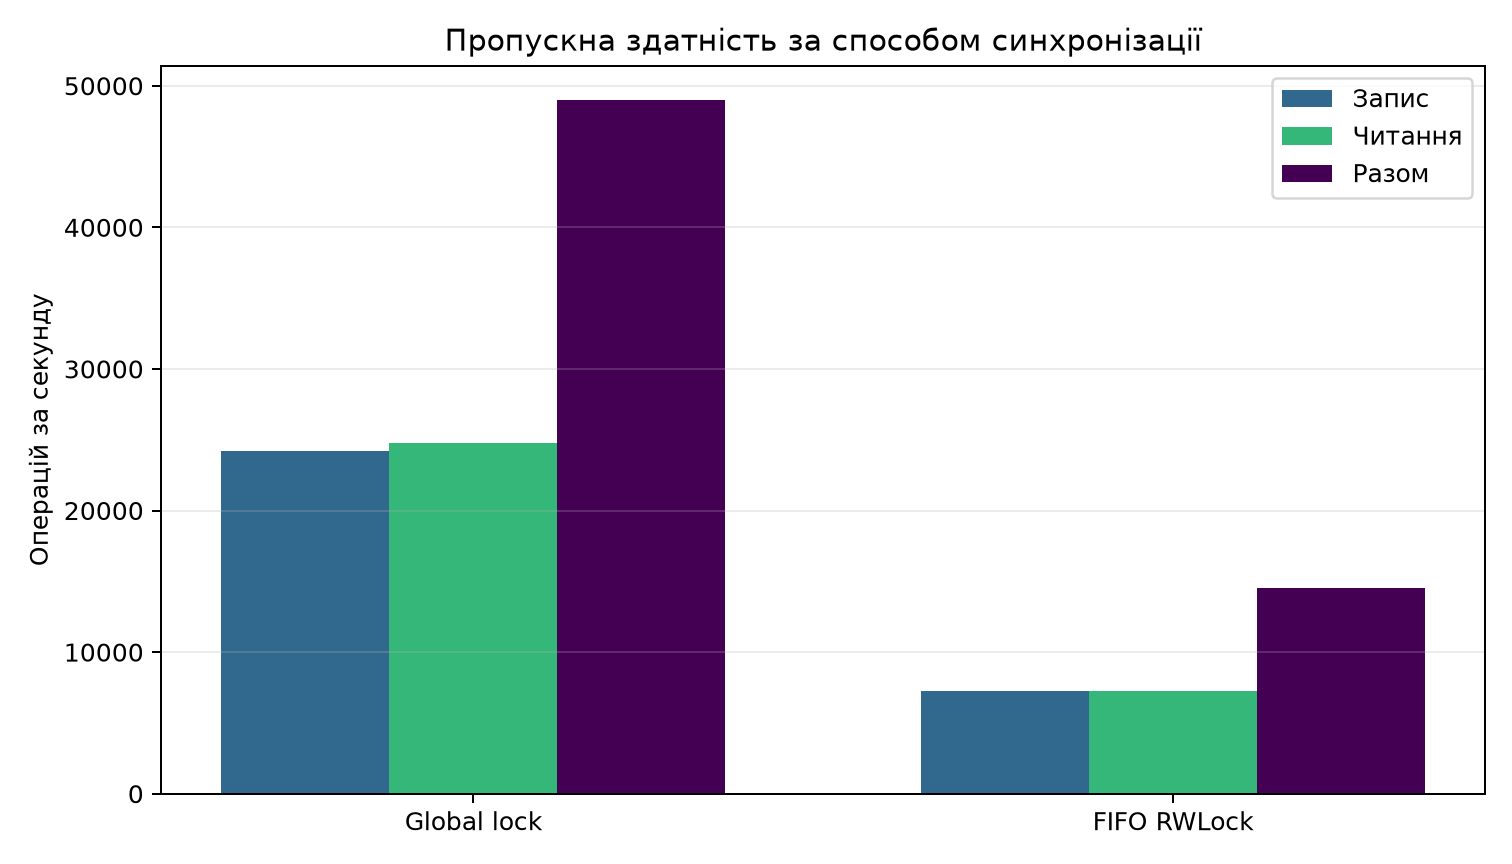 Пропускна здатність за способом синхронізації
Операцій за секунду
50000
40000
30000
20000
10000
0
Запис
Читання
Разом
Global lock
FIFO RWLock